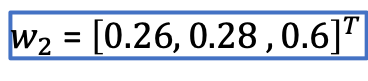 w₂ = [0.26, 0.28 , 0.6]ᵀ